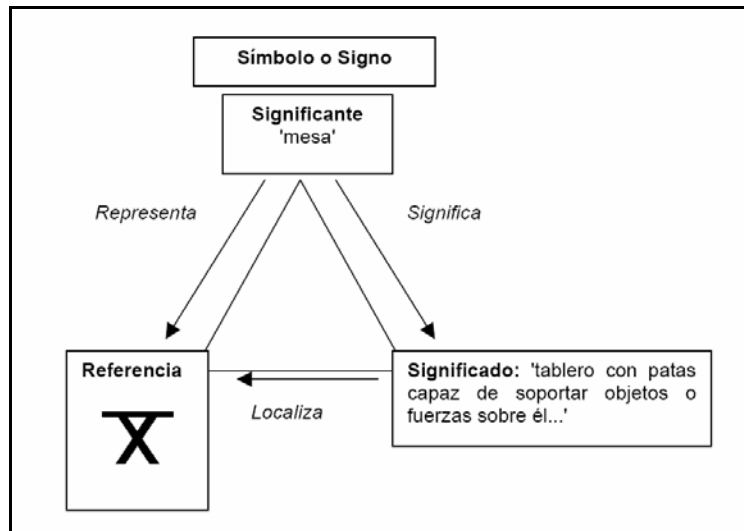 Símbolo o Signo
Significante
'mesa'
Representa
Significa
Referencia
Significado: 'tablero con patas
capaz de soportar objetos o
fuerzas sobre él...'
Localiza